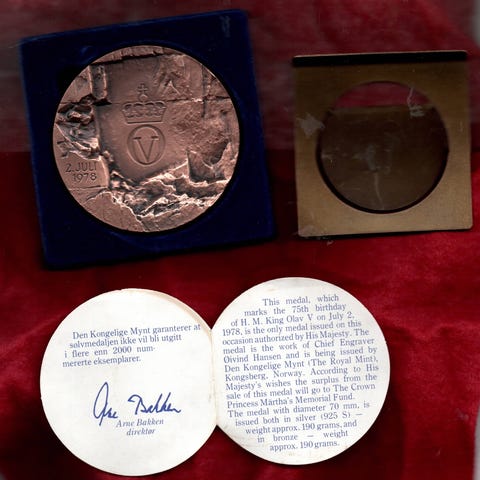 V
2. JULI
1978
Den Kongelige Mynt garanterer at
sølvmedaljen ikke vil bli utgitt
i flere enn 2000 num-
mererte eksemplarer.
Arne Bakken
Arne Bakken
direktør
This medal, which
marks the 75th birthday
of H. M. King Olav V on July 2,
1978, is the only medal issued on this
occasion authorized by His Majesty. The
medal is the work of Chief Engraver
Øivind Hansen and is being issued by
Den Kongelige Mynt (The Royal Mint),
Kongsberg, Norway. According to His
Majesty's wishes the surplus from the
sale of this medal will go to The Crown
Princess Märtha's Memorial Fund.
The medal with diameter 70 mm, is
issued both in silver (925 S) –
weight approx. 190 grams, and
in bronze – weight
approx. 190 grams.